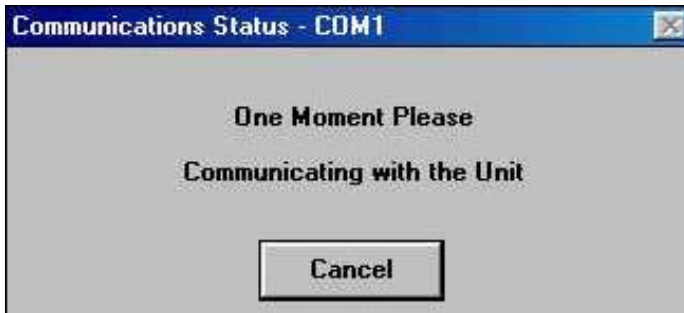 Communications Status - COM1
One Moment Please
Communicating with the Unit
Cancel